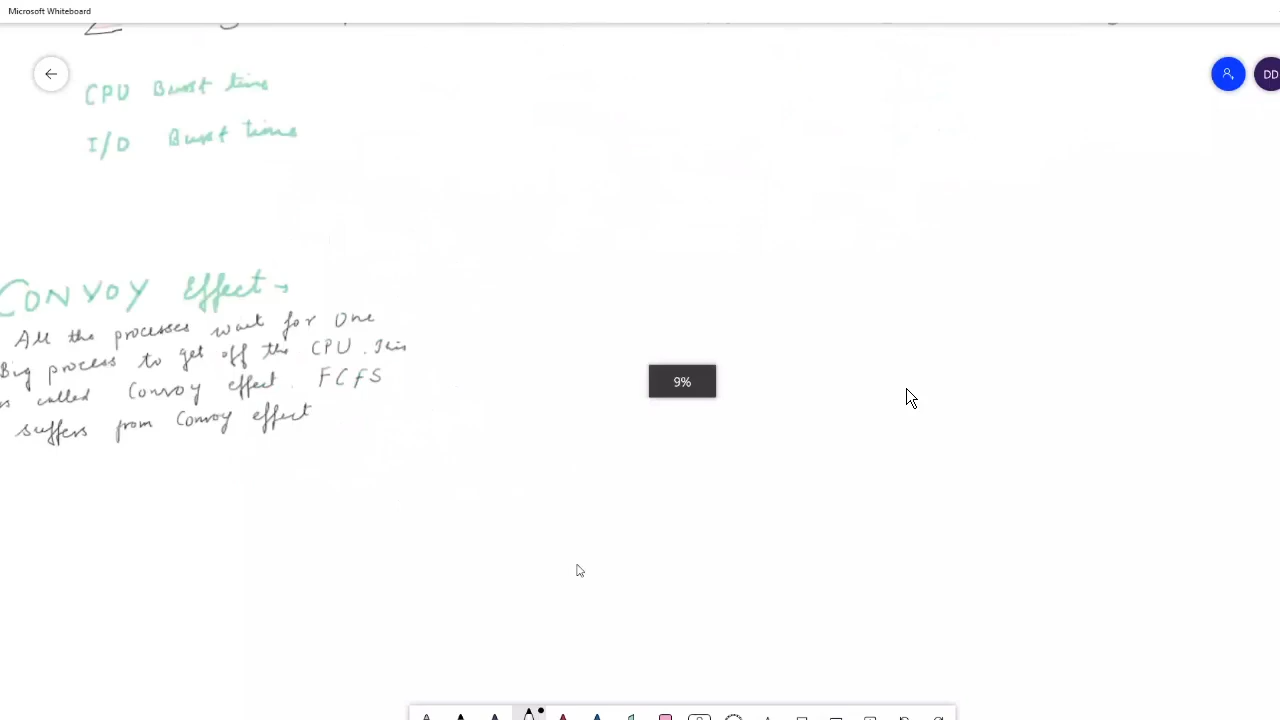 Microsoft Whiteboard
CPU Burst time
I/O Burst time
DD
CONVOY Effect →
All the processes wait for One
Big process to get off the CPU. This
is called Convoy effect. FCFS
suffers from Convoy effect
9%